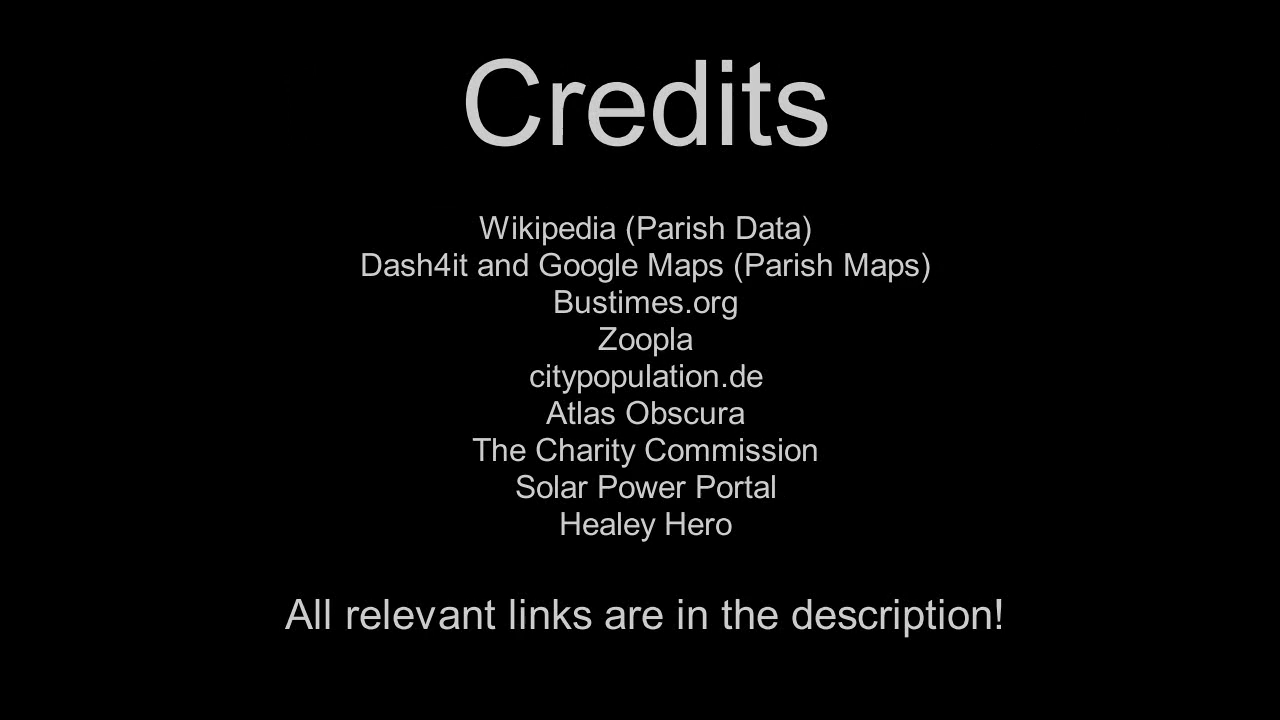 Credits
Wikipedia (Parish Data)
Dash4it and Google Maps (Parish Maps)
Bustimes.org
Zoopla
citypopulation.de
Atlas Obscura
The Charity Commission
Solar Power Portal
Healey Hero
All relevant links are in the description!